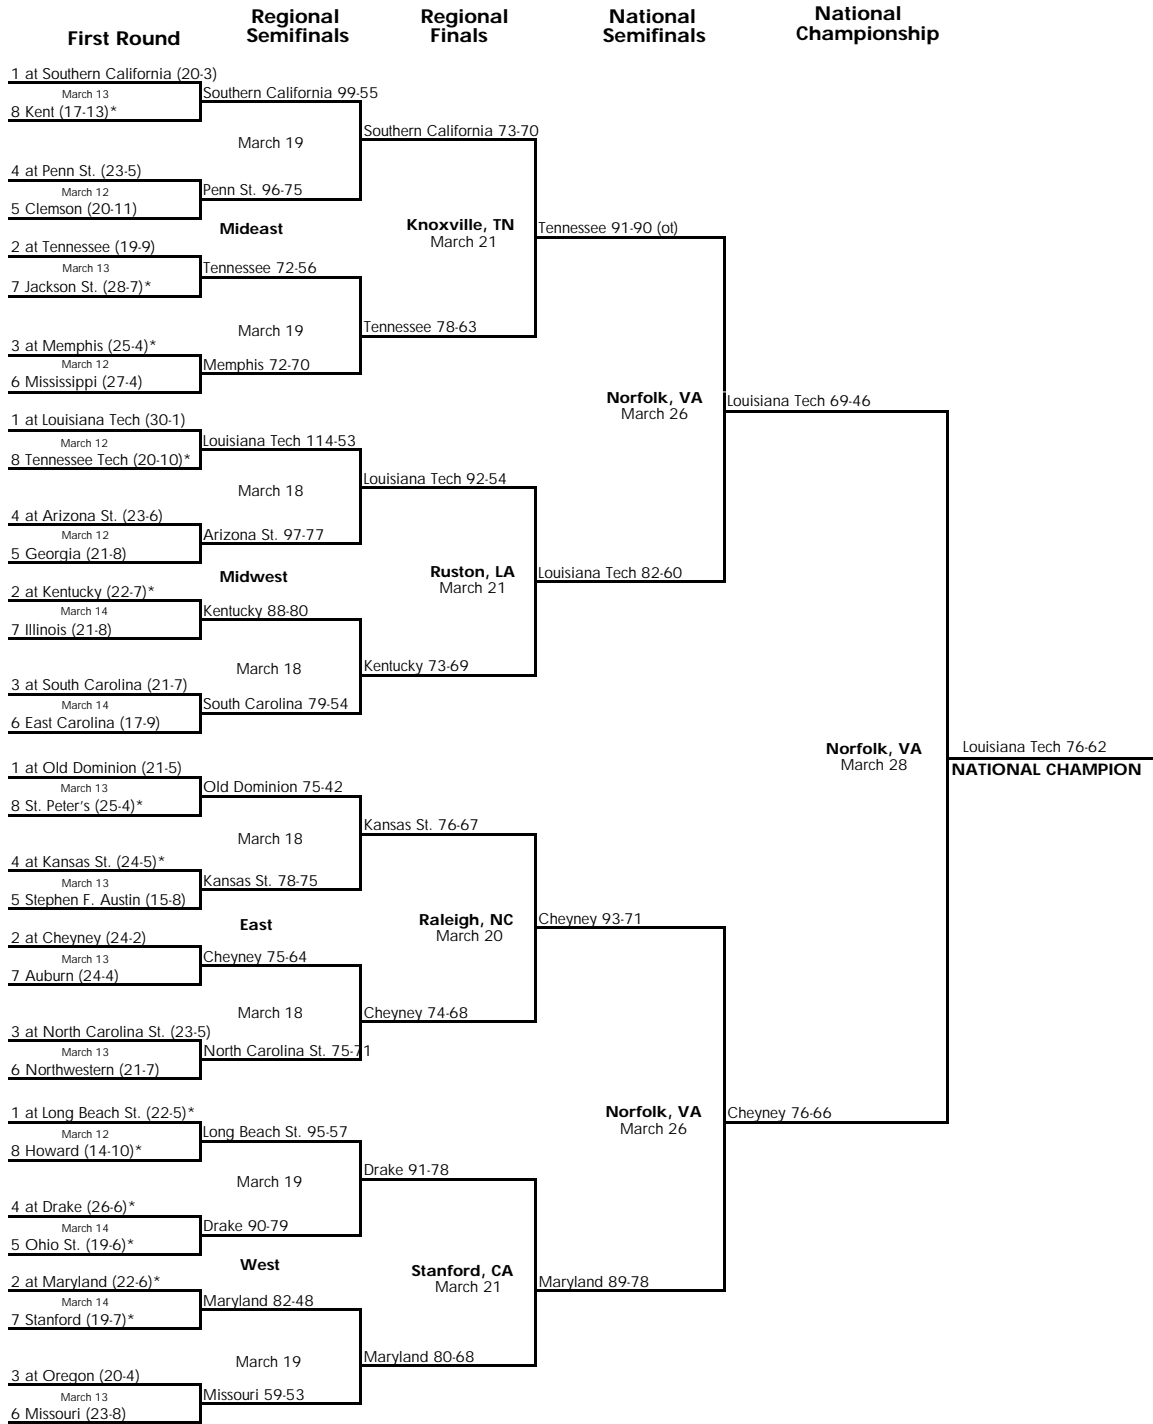 First Round
Regional
Semifinals
Regional
Finals
National
Semifinals
National
Championship
1 at Southern California (20-3)
March 13
8 Kent (17-13)*
Southern California 99-55
March 19
Southern California 73-70
4 at Penn St. (23-5)
March 12
5 Clemson (20-11)
Penn St. 96-75
Mideast
Knoxville, TN
March 21
Tennessee 91-90 (ot)
2 at Tennessee (19-9)
March 13
7 Jackson St. (28-7)*
Tennessee 72-56
March 19
Tennessee 78-63
3 at Memphis (25-4)*
March 12
6 Mississippi (27-4)
Memphis 72-70
Norfolk, VA
March 26
Louisiana Tech 69-46
1 at Louisiana Tech (30-1)
March 12
8 Tennessee Tech (20-10)*
Louisiana Tech 114-53
March 18
Louisiana Tech 92-54
4 at Arizona St. (23-6)
March 12
5 Georgia (21-8)
Arizona St. 97-77
Midwest
Ruston, LA
March 21
Louisiana Tech 82-60
2 at Kentucky (22-7)*
March 14
7 Illinois (21-8)
Kentucky 88-80
March 18
Kentucky 73-69
3 at South Carolina (21-7)
March 14
6 East Carolina (17-9)
South Carolina 79-54
Norfolk, VA
March 28
Louisiana Tech 76-62
NATIONAL CHAMPION
1 at Old Dominion (21-5)
March 13
8 St. Peter's (25-4)*
Old Dominion 75-42
March 18
Kansas St. 76-67
4 at Kansas St. (24-5)*
March 13
5 Stephen F. Austin (15-8)
Kansas St. 78-75
East
Raleigh, NC
March 20
Cheyney 93-71
2 at Cheyney (24-2)
March 13
7 Auburn (24-4)
Cheyney 75-64
March 18
Cheyney 74-68
3 at North Carolina St. (23-5)
March 13
6 Northwestern (21-7)
North Carolina St. 75-71
Norfolk, VA
March 26
Cheyney 76-66
1 at Long Beach St. (22-5)*
March 12
8 Howard (14-10)*
Long Beach St. 95-57
March 19
Drake 91-78
4 at Drake (26-6)*
March 14
5 Ohio St. (19-6)*
Drake 90-79
West
Stanford, CA
March 21
Maryland 89-78
2 at Maryland (22-6)*
March 14
7 Stanford (19-7)*
Maryland 82-48
March 19
Maryland 80-68
3 at Oregon (20-4)
March 13
6 Missouri (23-8)
Missouri 59-53